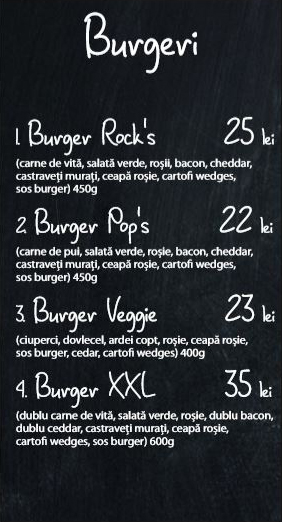 Burgeri
1. Burger Rock's 25 lei
(carne de vită, salată verde, roșii, bacon, cheddar,
castraveți murați, ceapă roșie, cartofi wedges,
sos burger) 450g
2. Burger Pop's 22 lei
(carne de pui, salată verde, roșie, bacon, cheddar,
castraveți murați, ceapă roșie, cartofi wedges,
sos burger) 450g
3. Burger Veggie 23 lei
(ciuperci, dovlecel, ardei copt, roșie, ceapă roșie,
sos burger, cedar, cartofi wedges) 400g
4. Burger XXL 35 lei
(dublu carne de vită, salată verde, roșie, dublu bacon,
dublu ceddar, castraveți murați, ceapă roșie,
cartofi wedges, sos burger) 600g